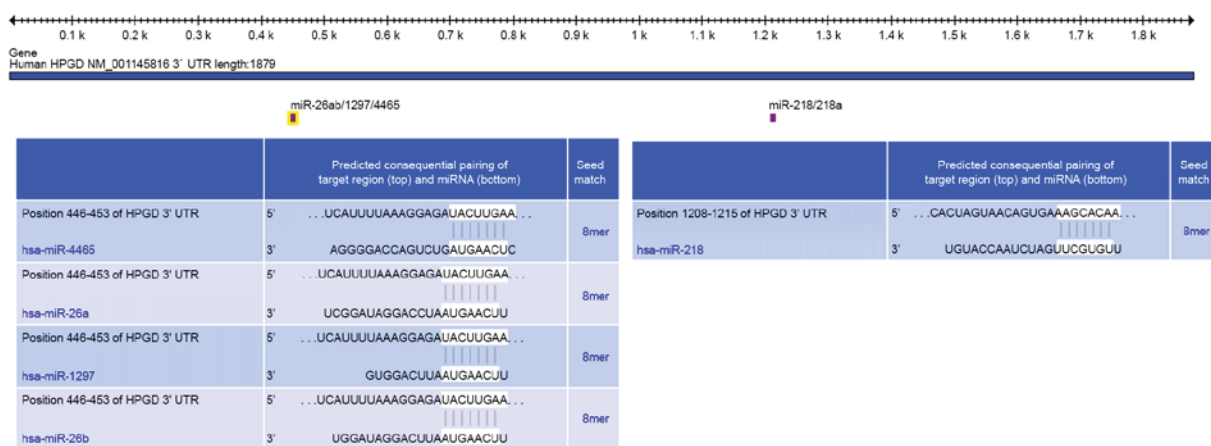 0.1 k 0.2 k 0.3 k 0.4 k 0.5 k 0.6 k 0.7 k 0.8 k 0.9 k 1 k 1.1 k 1.2 k 1.3 k 1.4 k 1.5 k 1.6 k 1.7 k 1.8 k
Gene
Human HPGD NM_001145816 3' UTR length:1879
miR-26ab/1297/4465 miR-218/218a
Predicted consequential pairing of
target region (top) and miRNA (bottom)
Seed
match
Position 446-453 of HPGD 3' UTR 5' ...UCAUUUUAAAGGAGAUACUUGAA...
8mer
hsa-miR-4465 3' AGGGGACCAGUCUGAUGAACUC
Position 446-453 of HPGD 3' UTR 5' ...UCAUUUUAAAGGAGAUACUUGAA...
8mer
hsa-miR-26a 3' UCGGAUAGGACCUAAUGAACUU
Position 446-453 of HPGD 3' UTR 5' ...UCAUUUUAAAGGAGAUACUUGAA...
8mer
hsa-miR-1297 3' GUGGACUUAAUGAACUU
Position 446-453 of HPGD 3' UTR 5' ...UCAUUUUAAAGGAGAUACUUGAA...
8mer
hsa-miR-26b 3' UGGAUAGGACUUAAUGAACUU
Predicted consequential pairing of
target region (top) and miRNA (bottom)
Seed
match
Position 1208-1215 of HPGD 3' UTR 5' ...CACUAGUAACAGUGAAAGCACAA...
8mer
hsa-miR-218 3' UGUACCAAUCUAGUUCGUGUU